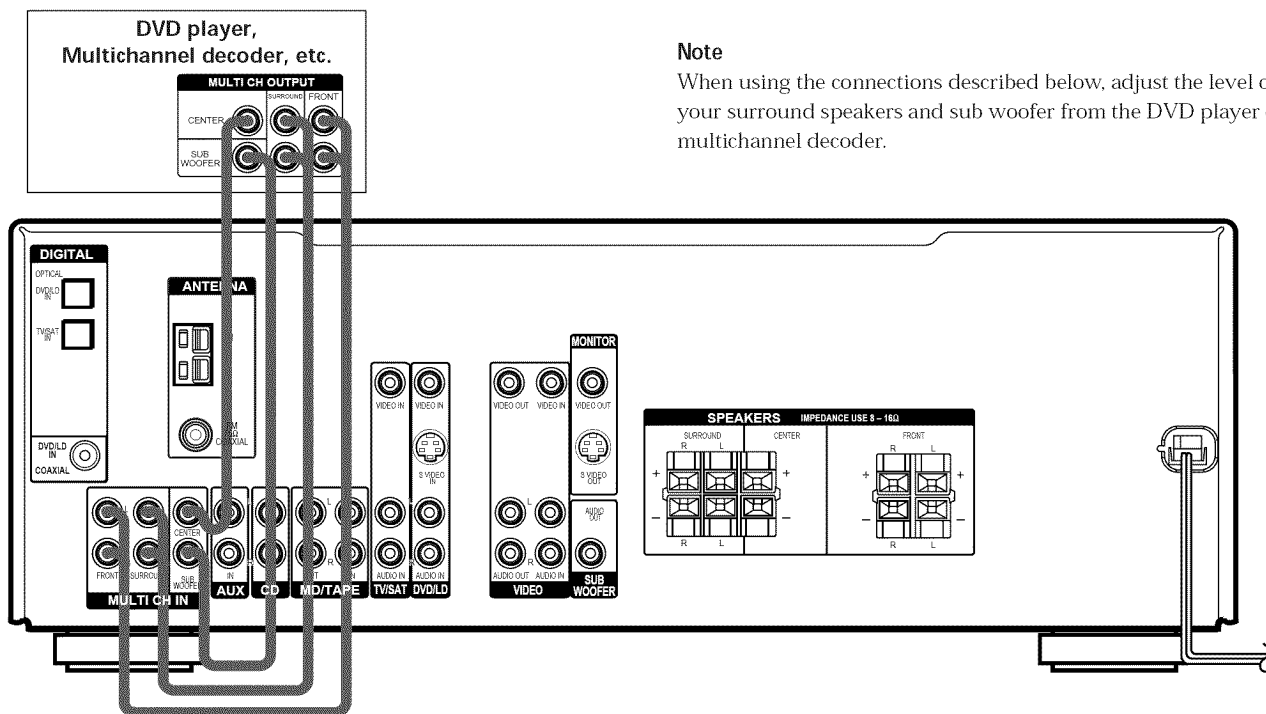 DVD player,
Multichannel decoder, etc.
MULTI CH OUTPUT
SURROUND FRONT
CENTER
SUB
WOOFER
Note
When using the connections described below, adjust the level
your surround speakers and sub woofer from the DVD player
multichannel decoder.
DIGITAL
OPTICAL
DVD/LD
IN
TV/SAT
IN
DVD/LD
IN
COAXIAL
ANTENNA
COAXIAL
MONITOR
VIDEO IN
VIDEO IN
VIDEO OUT
VIDEO IN
VIDEO OUT
S VIDEO
IN
S VIDEO
OUT
AUDIO
OUT
SPEAKERS IMPEDANCE USE 8 – 16Ω
SURROUND
CENTER
FRONT
R L
R L
+ +
+ +
– –
– –
R L
R L
CENTER
L
L
FRONT
SUB
WOOFER
IN
R
R
AUDIO IN
AUDIO IN
AUDIO OUT
AUDIO IN
MULTI CH IN
AUX
CD
MD/TAPE
TV/SAT
DVD/LD
VIDEO
SUB
WOOFER